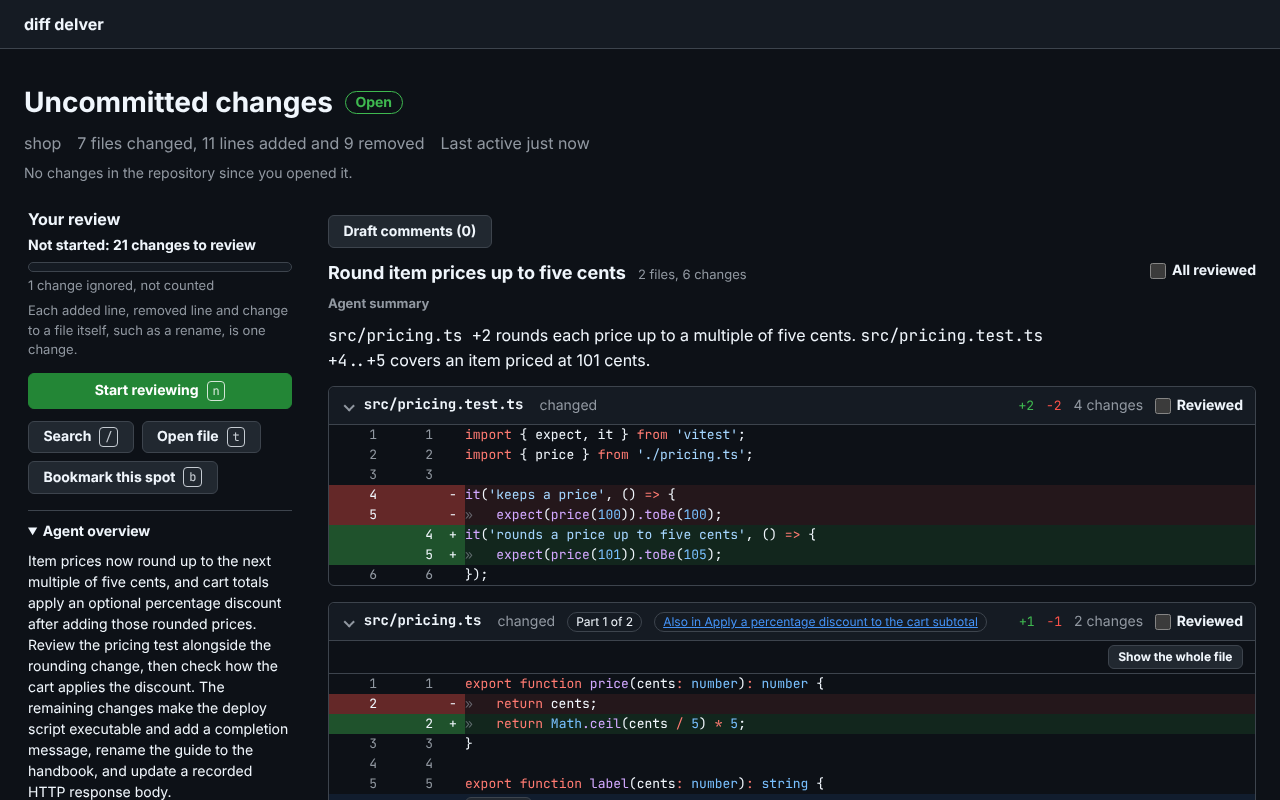 diff delver
Uncommitted changes Open
shop 7 files changed, 11 lines added and 9 removed Last active just now
No changes in the repository since you opened it.
Your review
Not started: 21 changes to review
1 change ignored, not counted
Each added line, removed line and change
to a file itself, such as a rename, is one
change.
Start reviewing n
Search / Open file t
Bookmark this spot b
▼ Agent overview
Item prices now round up to the next
multiple of five cents, and cart totals
apply an optional percentage discount
after adding those rounded prices.
Review the pricing test alongside the
rounding change, then check how the
cart applies the discount. The
remaining changes make the deploy
script executable and add a completion
message, rename the guide to the
handbook, and update a recorded
HTTP response body.
Draft comments (0)
Round item prices up to five cents 2 files, 6 changes All reviewed
Agent summary
src/pricing.ts +2 rounds each price up to a multiple of five cents. src/pricing.test.ts
+4..+5 covers an item priced at 101 cents.
src/pricing.test.ts changed +2 -2 4 changes Reviewed
1 1 import { expect, it } from 'vitest';
2 2 import { price } from './pricing.ts';
3 3
4 - it('keeps a price', () => {
5 - » expect(price(100)).toBe(100);
4 + it('rounds a price up to five cents', () => {
5 + » expect(price(101)).toBe(105);
6 6 });
src/pricing.ts changed Part 1 of 2 Also in Apply a percentage discount to the cart subtotal +1 -1 2 changes Reviewed
Show the whole file
1 1 export function price(cents: number): number {
2 - » return cents;
2 + » return Math.ceil(cents / 5) * 5;
3 3 }
4 4
5 5 export function label(cents: number): string {